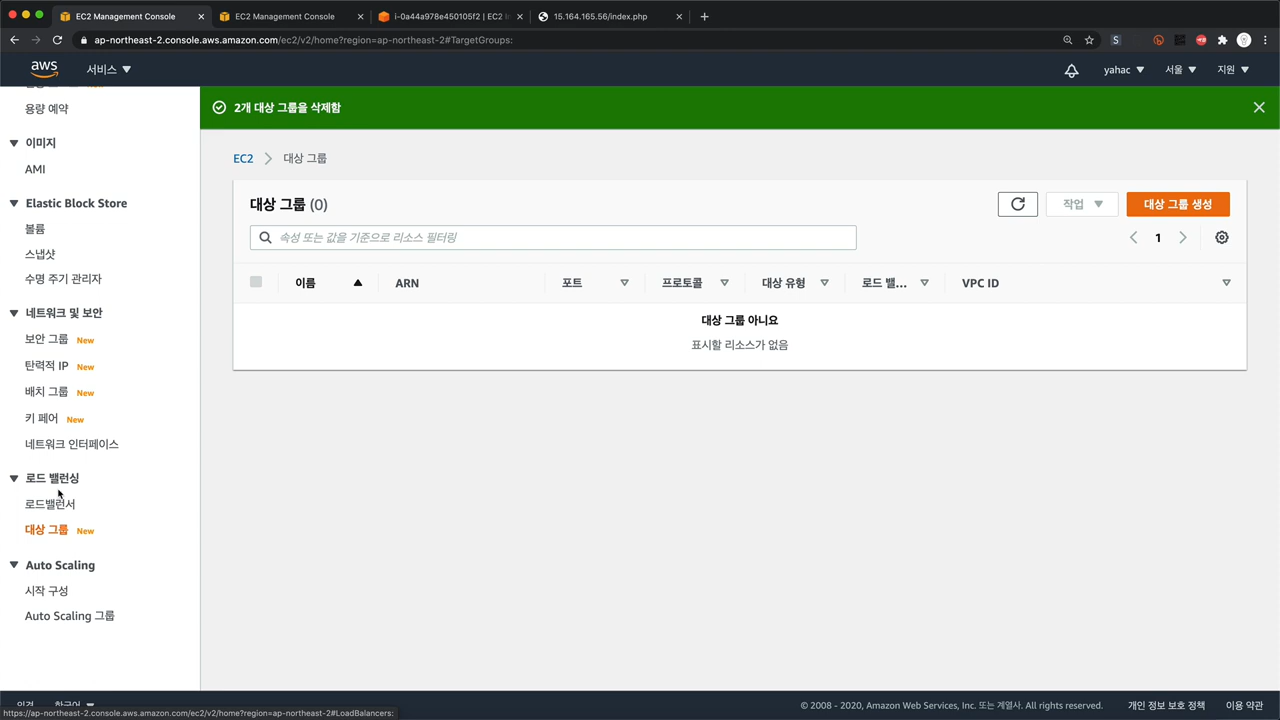 EC2 Management Console
EC2 Management Console
i-0a44a978e450105f2 | EC2 I
15.164.165.56/index.php
ap-northeast-2.console.aws.amazon.com/ec2/v2/home?region=ap-northeast-2#TargetGroups:
aws
서비스
yahac
서울
지원
용량 예약
이미지
AMI
Elastic Block Store
볼륨
스냅샷
수명 주기 관리자
네트워크 및 보안
보안 그룹 New
탄력적 IP New
배치 그룹 New
키 페어 New
네트워크 인터페이스
로드 밸런싱
로드밸런서
대상 그룹 New
Auto Scaling
시작 구성
Auto Scaling 그룹
2개 대상 그룹을 삭제함
EC2 > 대상 그룹
대상 그룹 (0)
작업
대상 그룹 생성
속성 또는 값을 기준으로 리소스 필터링
1
이름 ARN 포트 프로토콜 대상 유형 로드 밸... VPC ID
대상 그룹 아니요
표시할 리소스가 없음
한국어
https://ap-northeast-2.console.aws.amazon.com/ec2/v2/home?region=ap-northeast-2#LoadBalancers:
© 2008 - 2020, Amazon Web Services, Inc. 또는 계열사. All rights reserved.
개인 정보 보호 정책
이용 약관